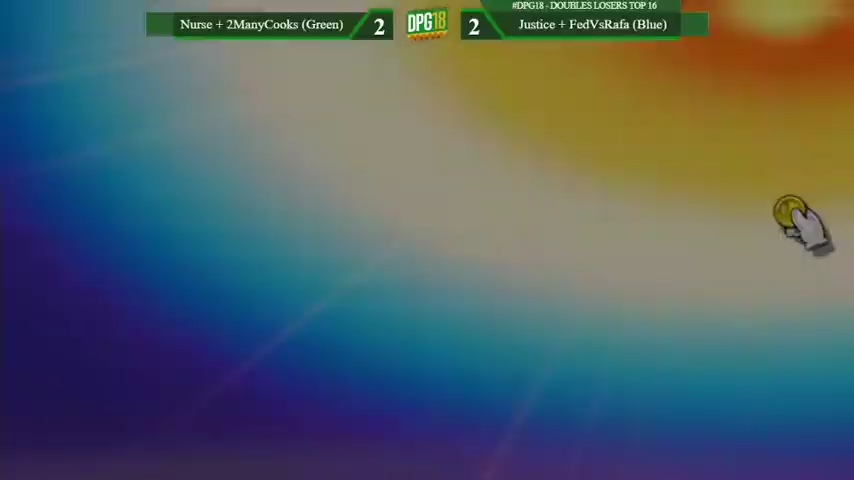 #DPG18 - DOUBLES LOSERS TOP 16
Nurse + 2ManyCooks (Green) 2 DPG18 2 Justice + FedVsRafa (Blue)